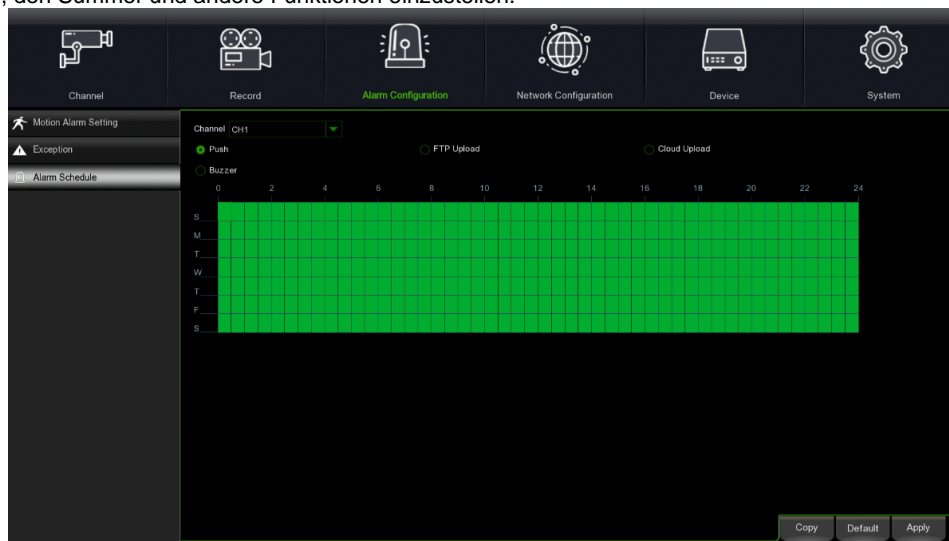 , den Summer und andere Funktionen einzustellen.
Channel Record Alarm Configuration Network Configuration Device System
Motion Alarm Setting
Exception
Alarm Schedule
Channel CH1
Push FTP Upload Cloud Upload
Buzzer
0 2 4 6 8 10 12 14 16 18 20 22 24
S
M
T
W
T
F
S
Copy Default Apply